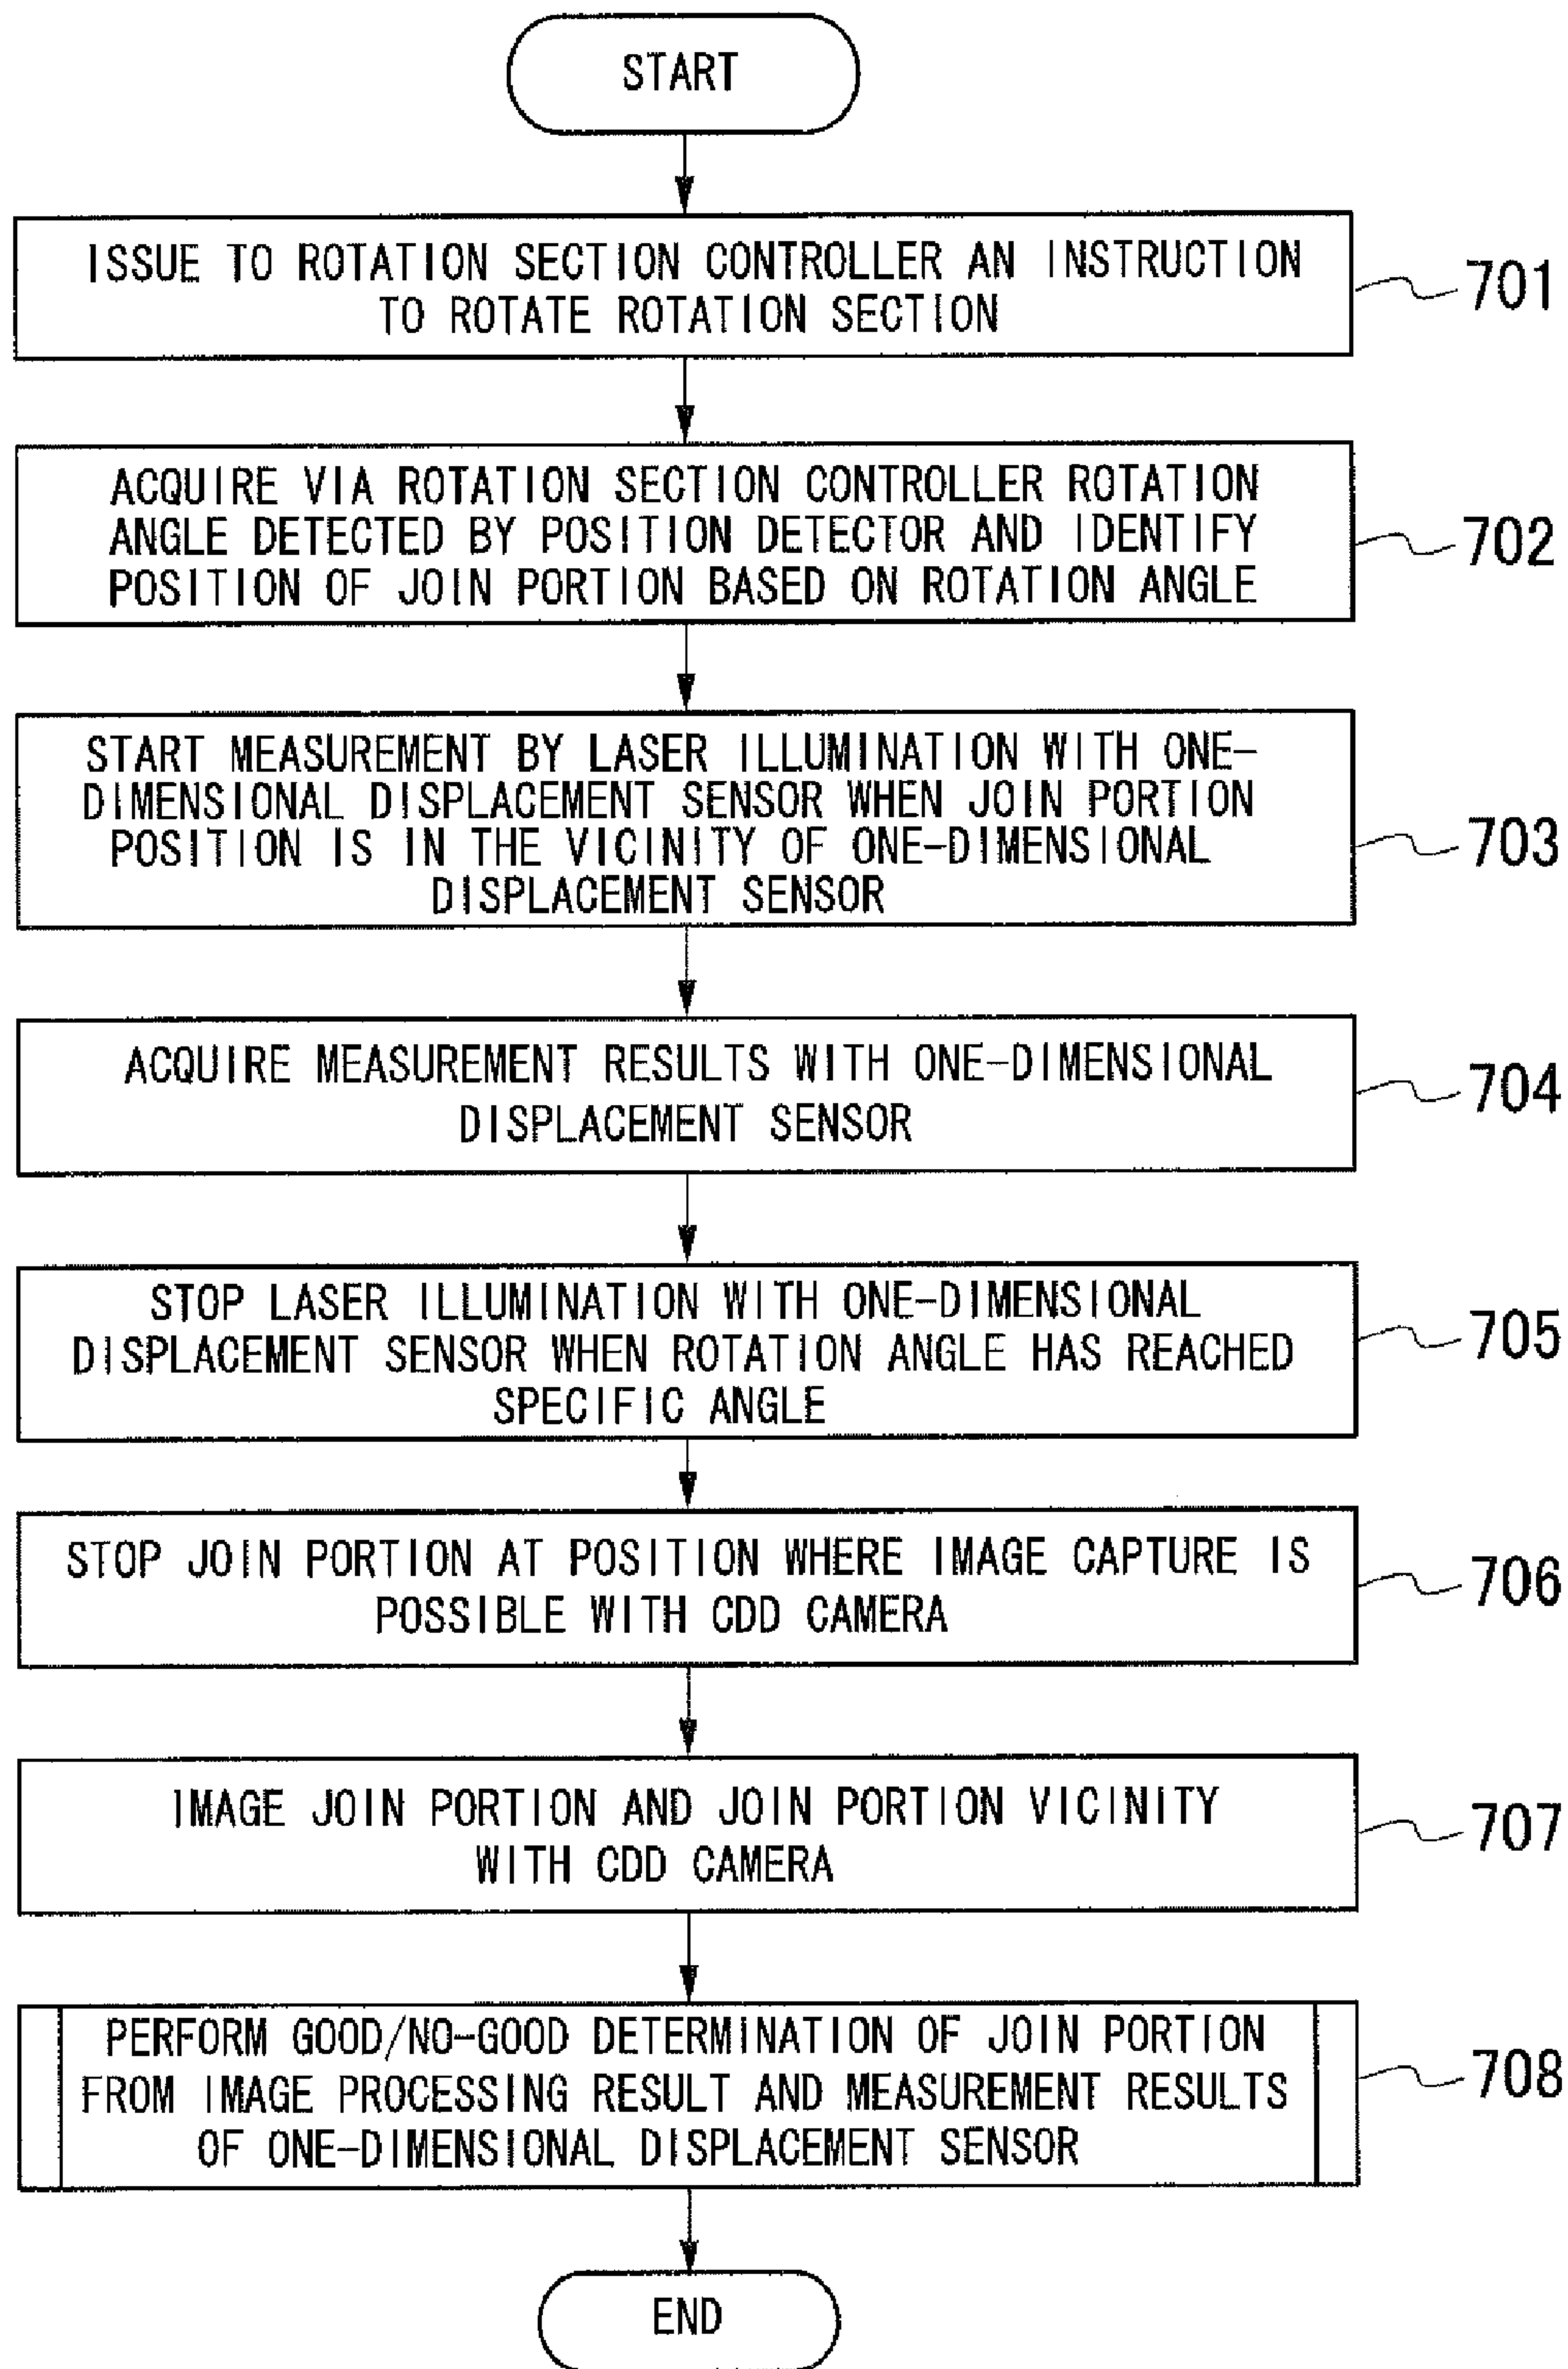 START
ISSUE TO ROTATION SECTION CONTROLLER AN INSTRUCTION
TO ROTATE ROTATION SECTION
701
ACQUIRE VIA ROTATION SECTION CONTROLLER ROTATION
ANGLE DETECTED BY POSITION DETECTOR AND IDENTIFY
POSITION OF JOIN PORTION BASED ON ROTATION ANGLE
702
START MEASUREMENT BY LASER ILLUMINATION WITH ONE-
DIMENSIONAL DISPLACEMENT SENSOR WHEN JOIN PORTION
POSITION IS IN THE VICINITY OF ONE-DIMENSIONAL
DISPLACEMENT SENSOR
703
ACQUIRE MEASUREMENT RESULTS WITH ONE-DIMENSIONAL
DISPLACEMENT SENSOR
704
STOP LASER ILLUMINATION WITH ONE-DIMENSIONAL
DISPLACEMENT SENSOR WHEN ROTATION ANGLE HAS REACHED
SPECIFIC ANGLE
705
STOP JOIN PORTION AT POSITION WHERE IMAGE CAPTURE IS
POSSIBLE WITH CDD CAMERA
706
IMAGE JOIN PORTION AND JOIN PORTION VICINITY
WITH CDD CAMERA
707
PERFORM GOOD/NO-GOOD DETERMINATION OF JOIN PORTION
FROM IMAGE PROCESSING RESULT AND MEASUREMENT RESULTS
OF ONE-DIMENSIONAL DISPLACEMENT SENSOR
708
END